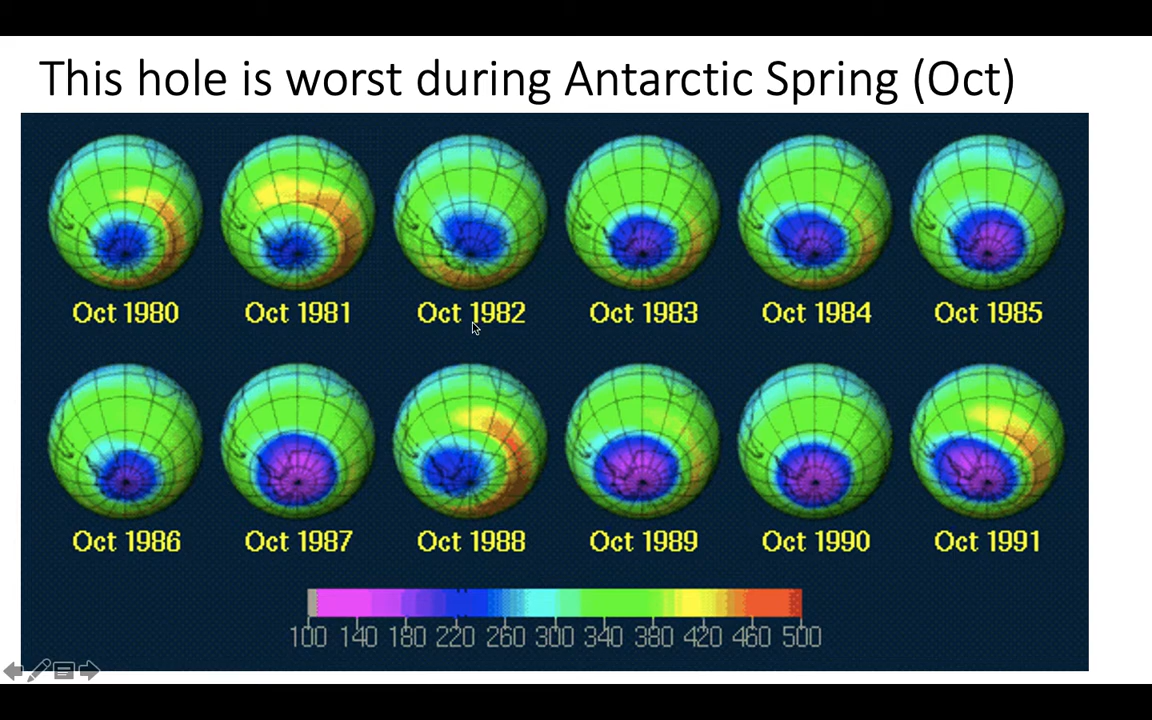 This hole is worst during Antarctic Spring (Oct)
Oct 1980 Oct 1981 Oct 1982 Oct 1983 Oct 1984 Oct 1985
Oct 1986 Oct 1987 Oct 1988 Oct 1989 Oct 1990 Oct 1991
100 140 180 220 260 300 340 380 420 460 500